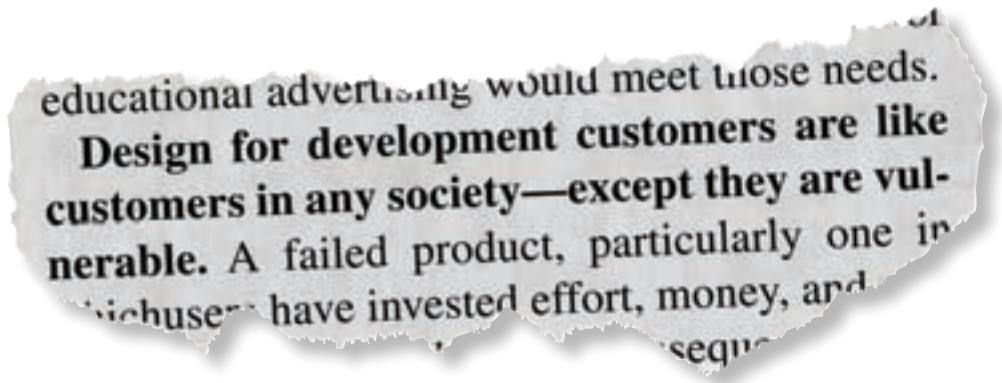 educational advertising would meet those needs.
Design for development customers are like
customers in any society—except they are vul-
nerable. A failed product, particularly one in
have invested effort, money, and